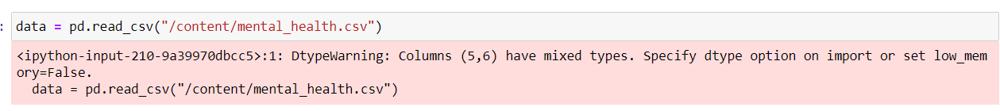 : data = pd.read_csv("/content/mental_health.csv")
<ipython-input-210-9a39970dbcc5>:1: DtypeWarning: Columns (5,6) have mixed types. Specify dtype option on import or set low_mem
ory=False.
  data = pd.read_csv("/content/mental_health.csv")